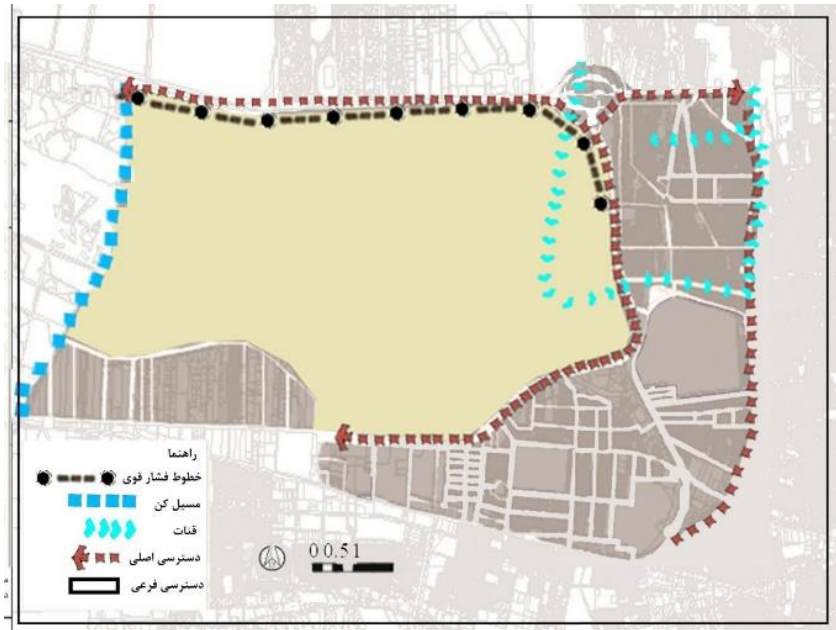 راهنما
خطوط فشار قوی
مسیل کن
قنات
دسترسی اصلی
دسترسی فرعی
0 0.5 1